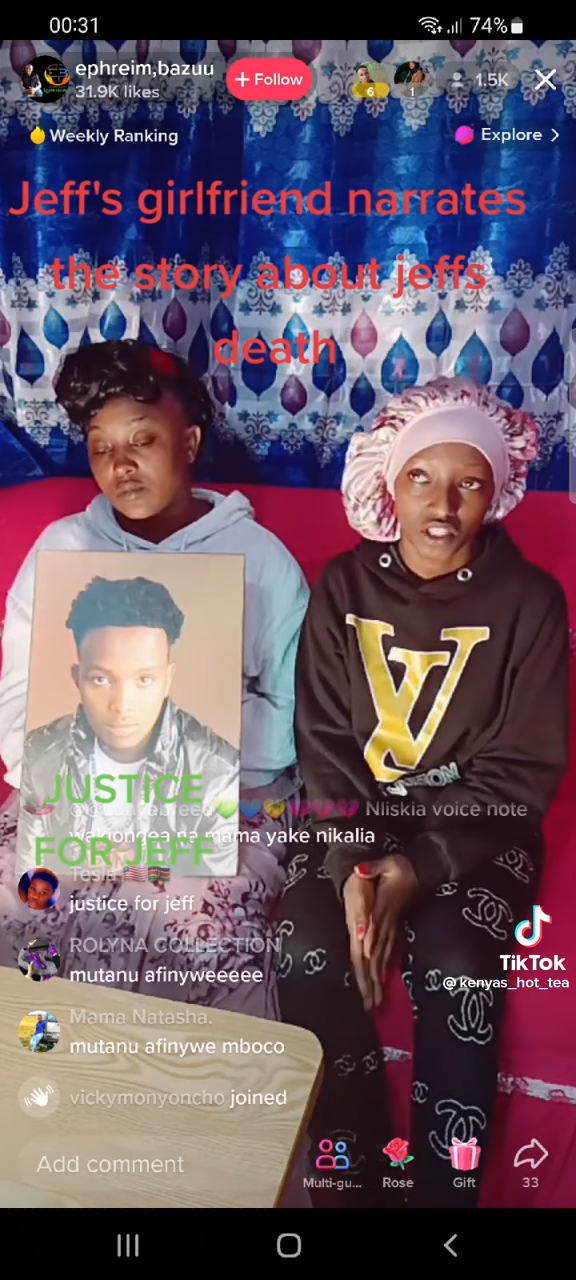 00:31
74%
ephreim,bazuu
31.9K likes
+ Follow
6
1
1.5K
Weekly Ranking
Explore >
Jeff's girlfriend narrates
the story about jeffs
death
JUSTICE
FOR JEFF
Nliskia voice note
wakiongea na mama yake nikalia
Tesla
justice for jeff
ROLYNA COLLECTION
mutanu afinyweeeee
Mama Natasha.
mutanu afinywe mboco
vickymonyoncho joined
TikTok
@kenyas_hot_tea
Add comment
Multi-gu...
Rose
Gift
33